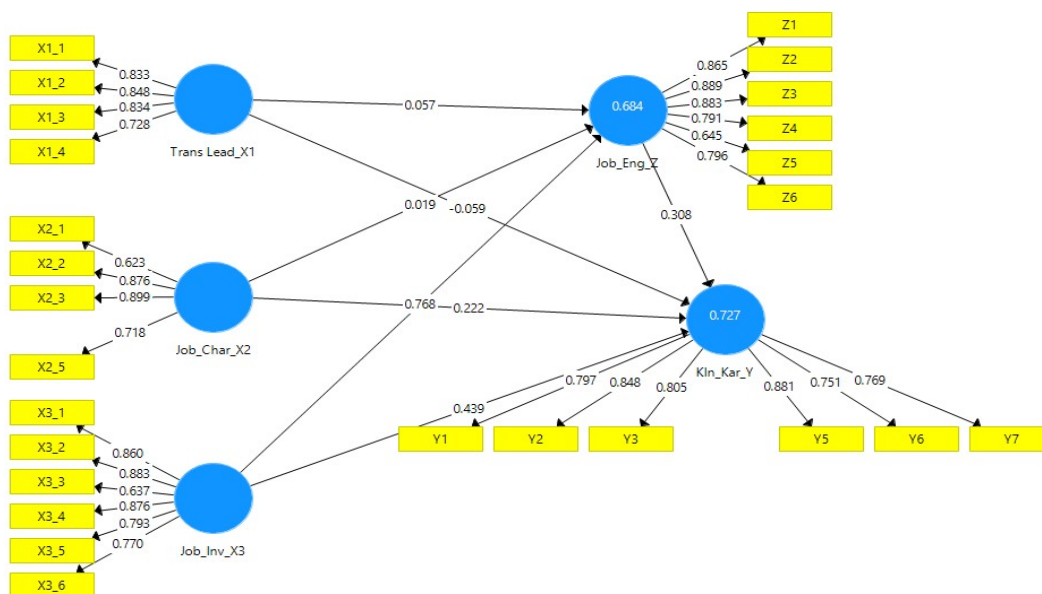 X1_1
X1_2
X1_3
X1_4
0.833
0.848
0.834
0.728
Trans Lead_X1
0.057
0.684
Job_Eng_Z
0.865
0.889
0.883
0.791
0.645
0.796
Z1
Z2
Z3
Z4
Z5
Z6
X2_1
X2_2
X2_3
X2_5
0.623
0.876
0.899
0.718
Job_Char_X2
0.019
-0.059
0.308
0.768
0.222
0.727
Kln_Kar_Y
X3_1
X3_2
X3_3
X3_4
X3_5
X3_6
0.860
0.883
0.637
0.876
0.793
0.770
Job_Inv_X3
0.439
0.797
0.848
0.805
0.881
0.751
0.769
Y1
Y2
Y3
Y5
Y6
Y7